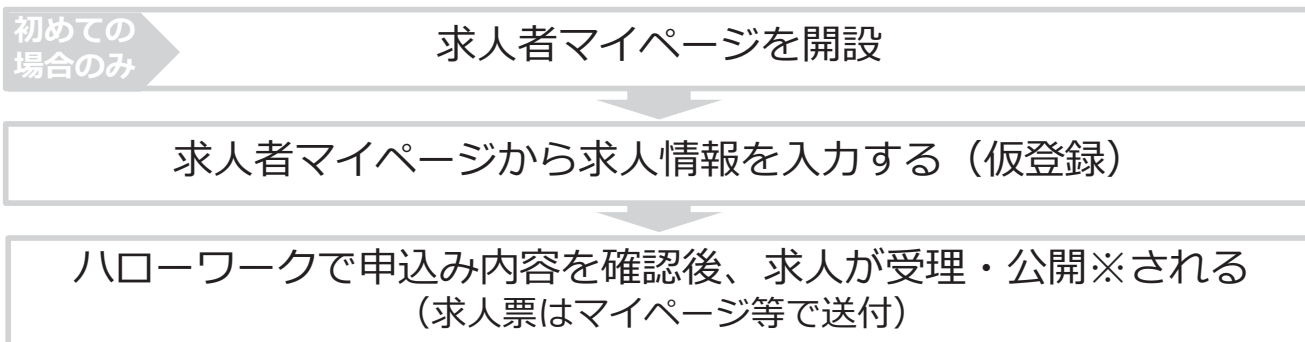 初めての
場合のみ
求人者マイページを開設
求人者マイページから求人情報を入力する（仮登録）
ハローワークで申込み内容を確認後、求人が受理・公開※される
（求人票はマイページ等で送付）